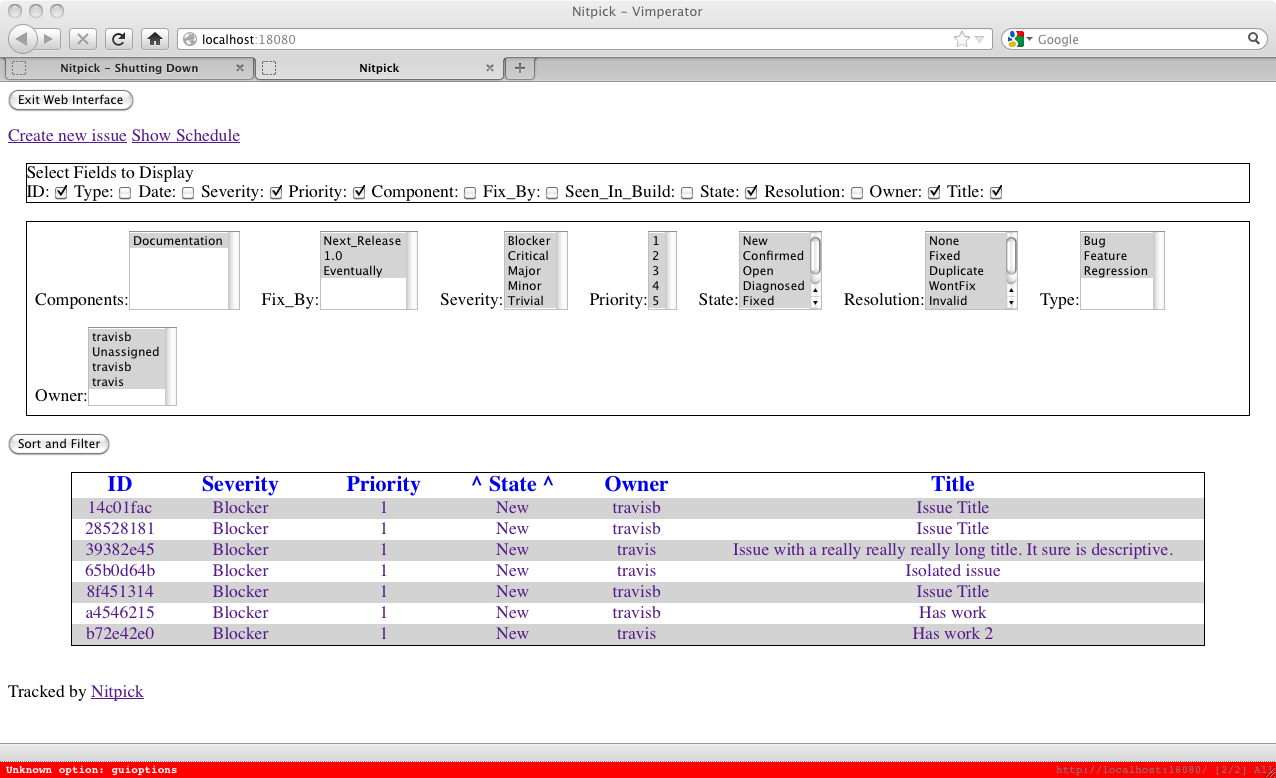 Nitpick – Vimperator
localhost:18080
Google
Nitpick – Shutting Down
Nitpick
Exit Web Interface
Create new issue Show Schedule
Select Fields to Display
ID: Type: Date: Severity: Priority: Component: Fix_By: Seen_In_Build: State: Resolution: Owner: Title:
Components: Documentation
Fix_By: Next_Release
1.0
Eventually
Severity: Blocker
Critical
Major
Minor
Trivial
Priority: 1
2
3
4
5
State: New
Confirmed
Open
Diagnosed
Fixed
Resolution: None
Fixed
Duplicate
WontFix
Invalid
Type: Bug
Feature
Regression
Owner: travisb
Unassigned
travisb
travis
Sort and Filter
ID Severity Priority ^ State ^ Owner Title
14c01fac Blocker 1 New travisb Issue Title
28528181 Blocker 1 New travisb Issue Title
39382e45 Blocker 1 New travis Issue with a really really really long title. It sure is descriptive.
65b0d64b Blocker 1 New travis Isolated issue
8f451314 Blocker 1 New travisb Issue Title
a4546215 Blocker 1 New travisb Has work
b72e42e0 Blocker 1 New travis Has work 2
Tracked by Nitpick
Unknown option: guioptions
http://localhost:18080/ [2/2] All